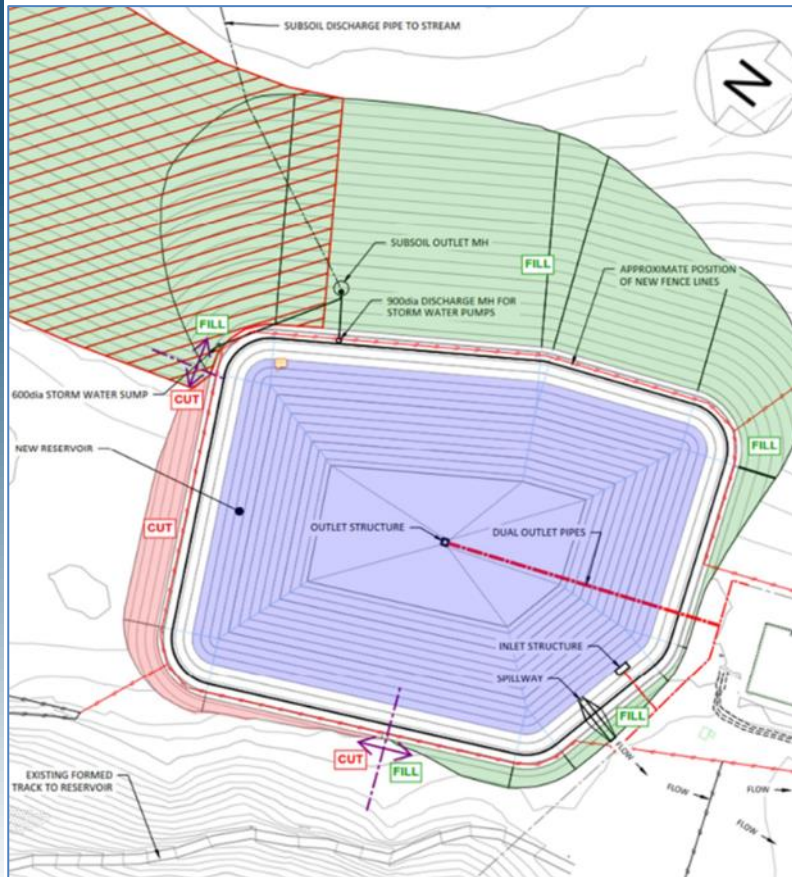 SUBSOIL DISCHARGE PIPE TO STREAM
N
SUBSOIL OUTLET MH
FILL
APPROXIMATE POSITION
OF NEW FENCE LINES
900dia DISCHARGE MH FOR
STORM WATER PUMPS
FILL
600dia STORM WATER SUMP
CUT
NEW RESERVOIR
FILL
CUT
OUTLET STRUCTURE
DUAL OUTLET PIPES
INLET STRUCTURE
SPILLWAY
FILL
CUT
FILL
FLOW
EXISTING FORMED
TRACK TO RESERVOIR
FLOW
FLOW
FLOW